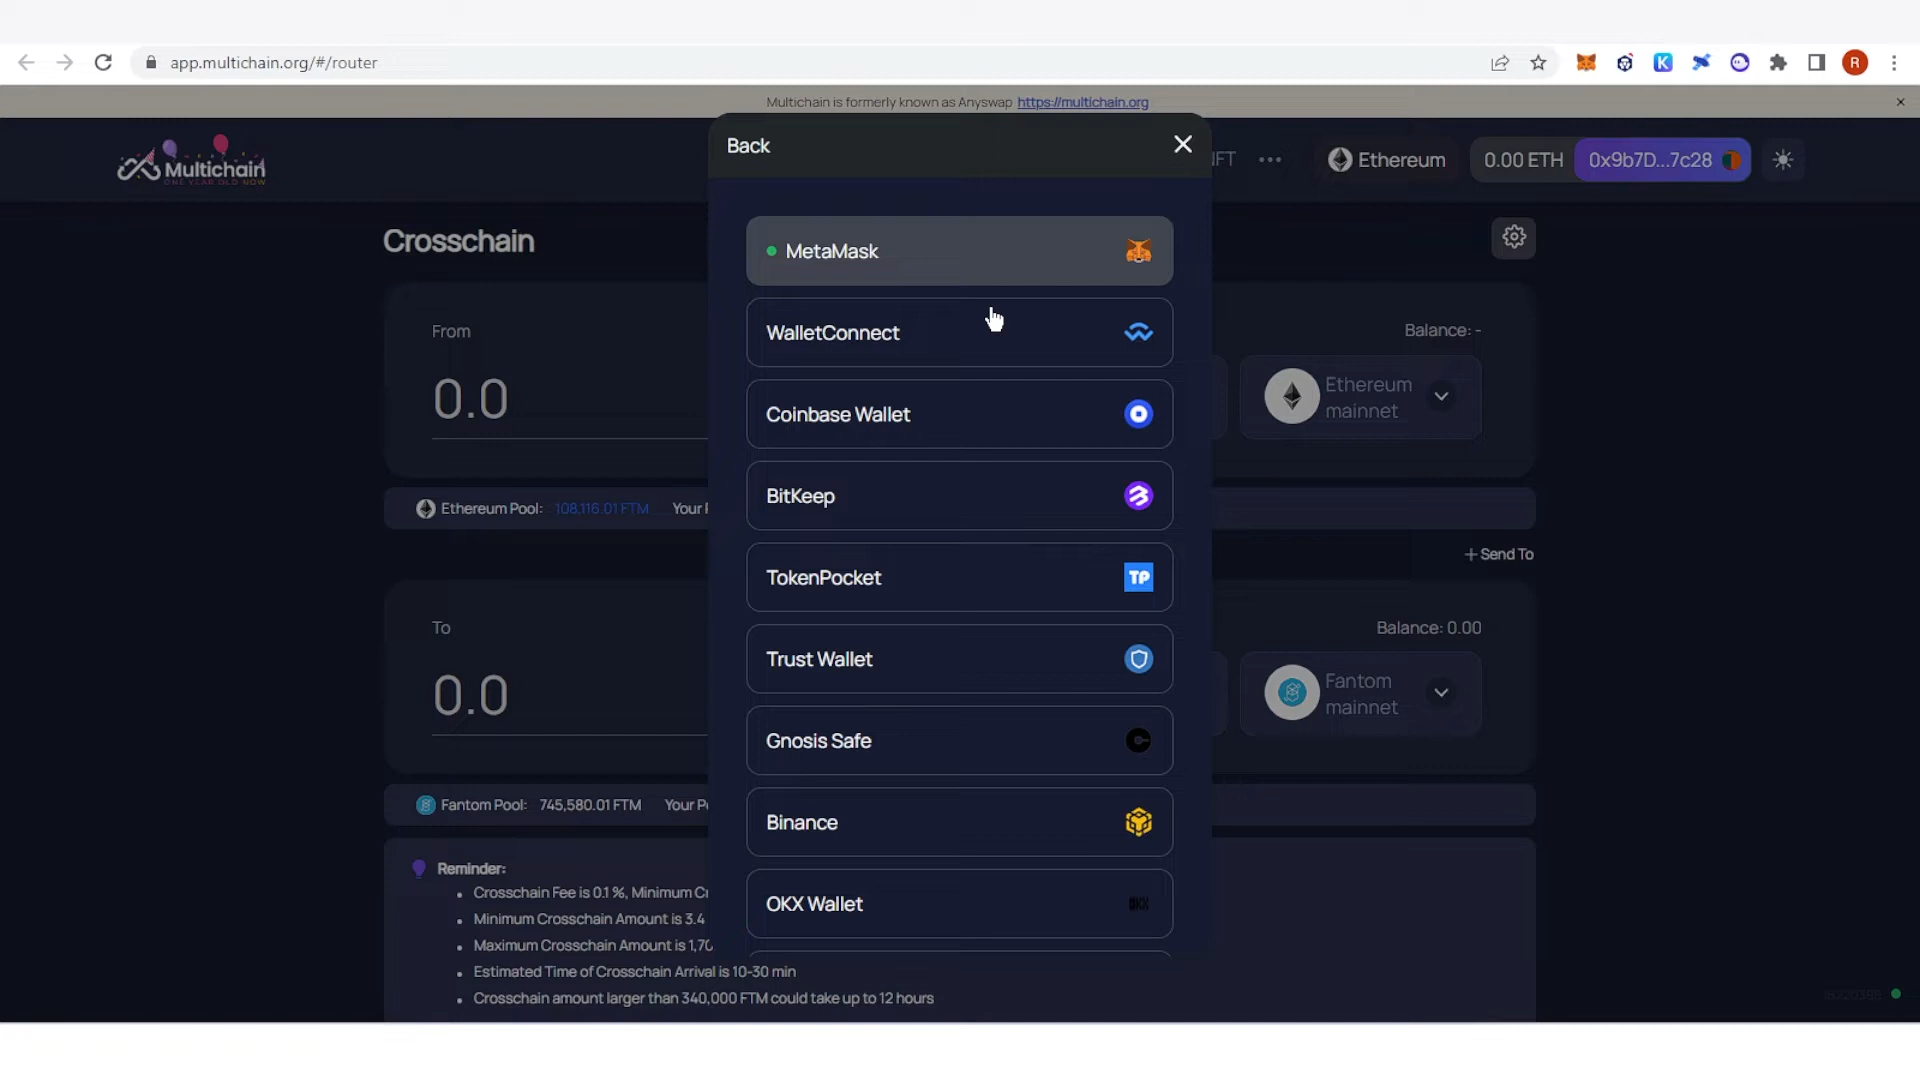 app.multichain.org/#/router
R
Multichain is formerly known as Anyswap https://multichain.org
Multichain
ONE YEAR OLD NOW
Back
Ethereum
0.00 ETH
0x9b7D...7c28
Crosschain
MetaMask
From
Balance: -
WalletConnect
0.0
Ethereum
mainnet
Coinbase Wallet
BitKeep
Ethereum Pool: 108,116.01 FTM
+ Send To
TokenPocket
To
Balance: 0.00
Trust Wallet
0.0
Fantom
mainnet
Gnosis Safe
Fantom Pool: 745,580.01 FTM
Binance
Reminder:
Crosschain Fee is 0.1 %, Minimum Cr
Minimum Crosschain Amount is 3.4
OKX Wallet
Maximum Crosschain Amount is 1,70
Estimated Time of Crosschain Arrival is 10-30 min
Crosschain amount larger than 340,000 FTM could take up to 12 hours